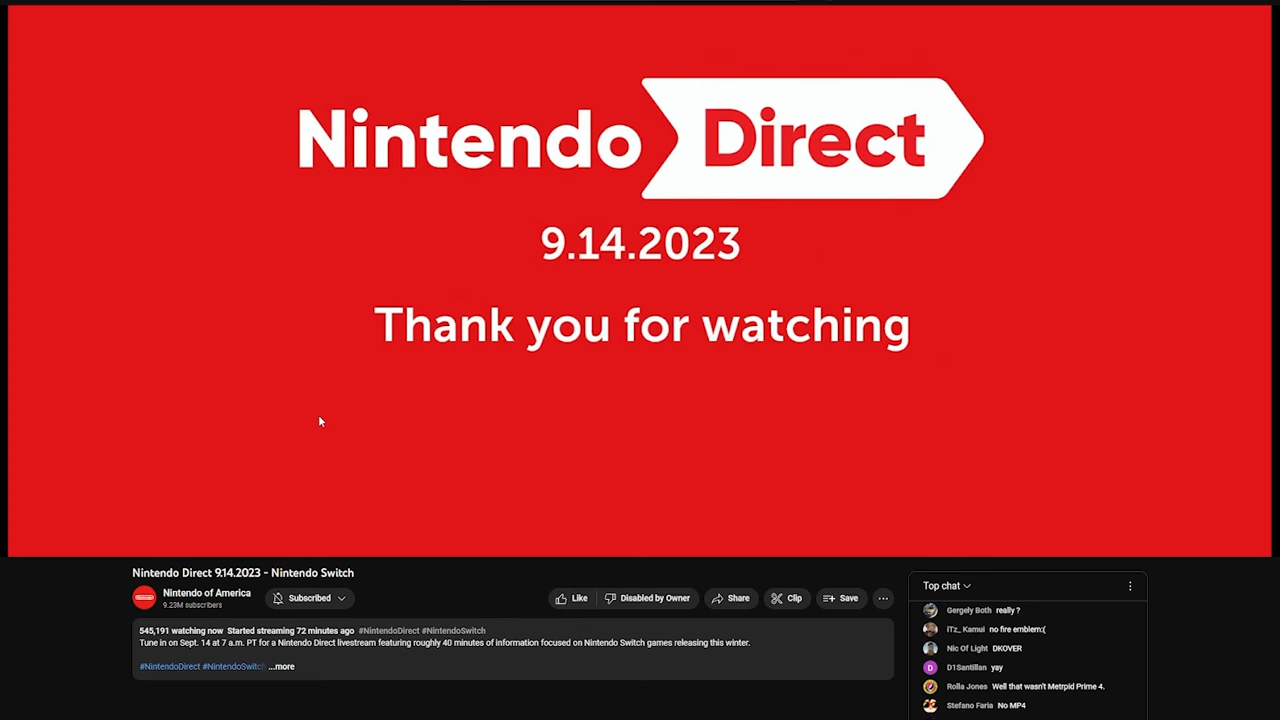 Nintendo Direct
9.14.2023
Thank you for watching
Nintendo Direct 9.14.2023 - Nintendo Switch
Nintendo of America
9.23M subscribers
Subscribed
Like
Disabled by Owner
Share
Clip
Save
545,191 watching now Started streaming 72 minutes ago #NintendoDirect #NintendoSwitch
Tune in on Sept. 14 at 7 a.m. PT for a Nintendo Direct livestream featuring roughly 40 minutes of information focused on Nintendo Switch games releasing this winter.
#NintendoDirect #NintendoSwitch ...more
Top chat
Gergely Both really ?
iTz_ Kamui no fire emblem:(
Nic Of Light DKOVER
D
D1Santillan yay
Rolla Jones Well that wasn't Metrpid Prime 4.
Stefano Faria No MP4